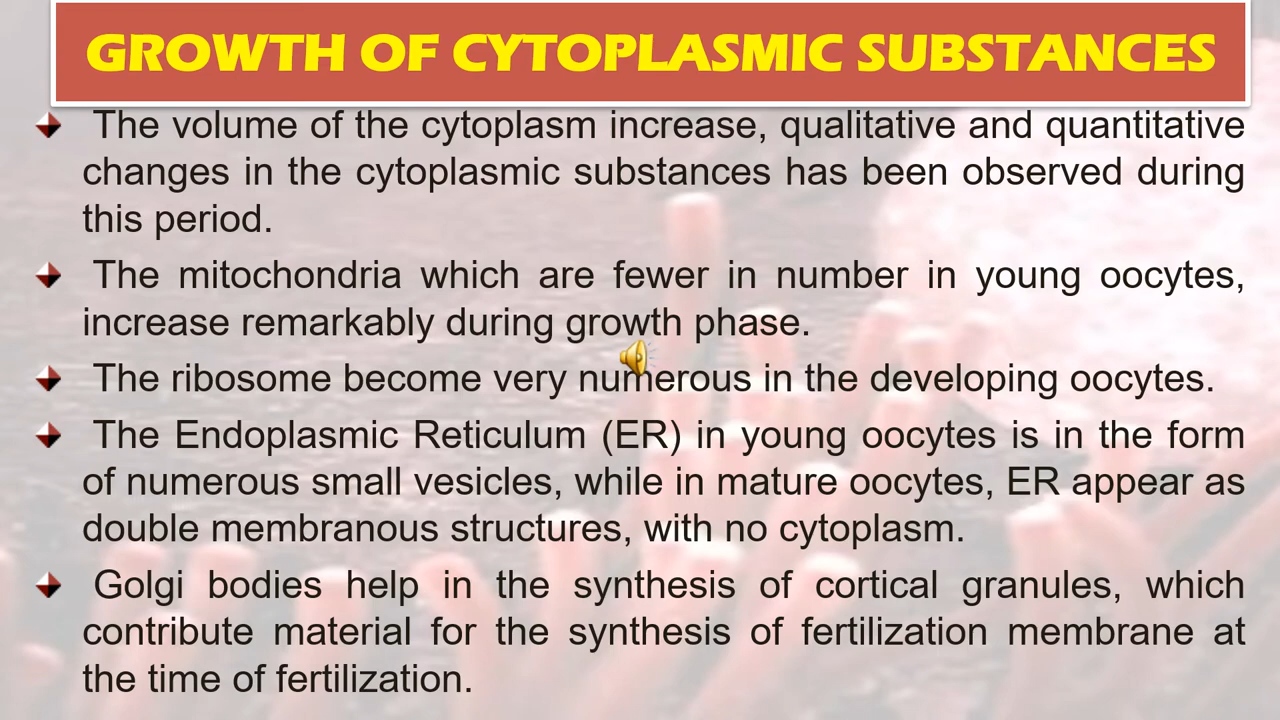 GROWTH OF CYTOPLASMIC SUBSTANCES
The volume of the cytoplasm increase, qualitative and quantitative
changes in the cytoplasmic substances has been observed during
this period.
The mitochondria which are fewer in number in young oocytes,
increase remarkably during growth phase.
The ribosome become very numerous in the developing oocytes.
The Endoplasmic Reticulum (ER) in young oocytes is in the form
of numerous small vesicles, while in mature oocytes, ER appear as
double membranous structures, with no cytoplasm.
Golgi bodies help in the synthesis of cortical granules, which
contribute material for the synthesis of fertilization membrane at
the time of fertilization.